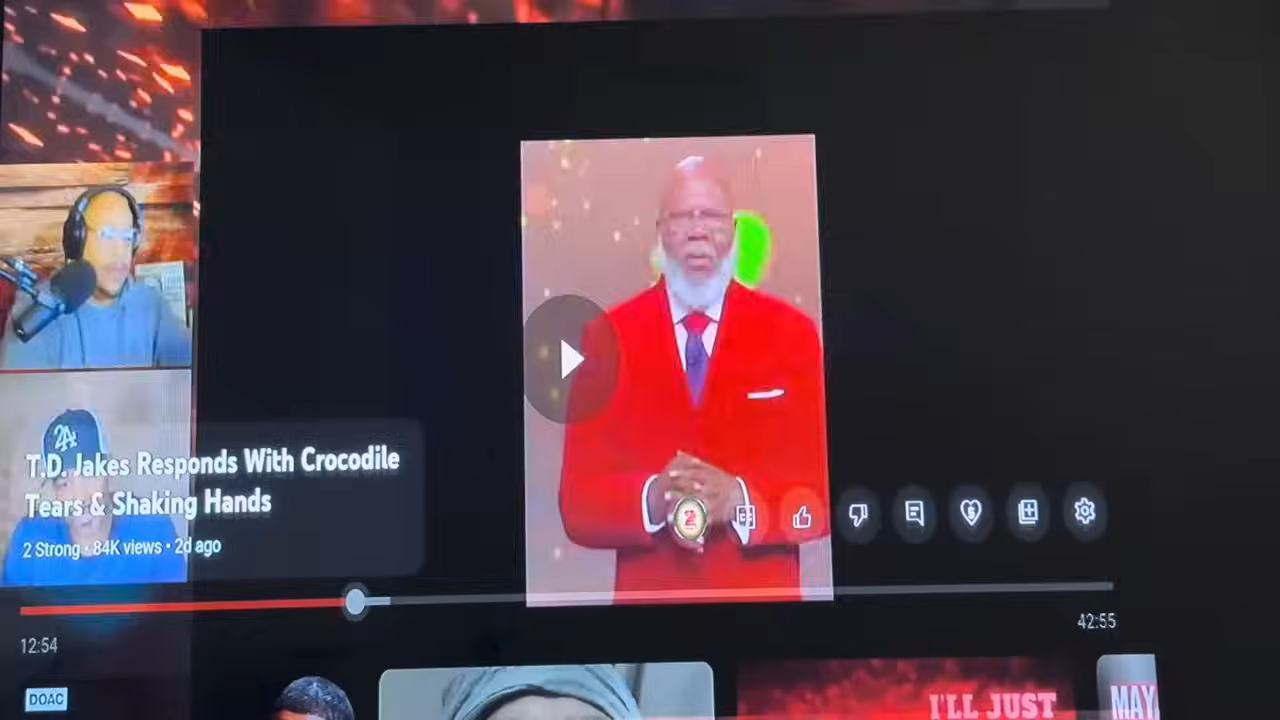 T.D. Jakes Responds With Crocodile
Tears & Shaking Hands
2 Strong • 84K views • 2d ago
CC
12:54
42:55
DOAC
I'LL JUST
MAY